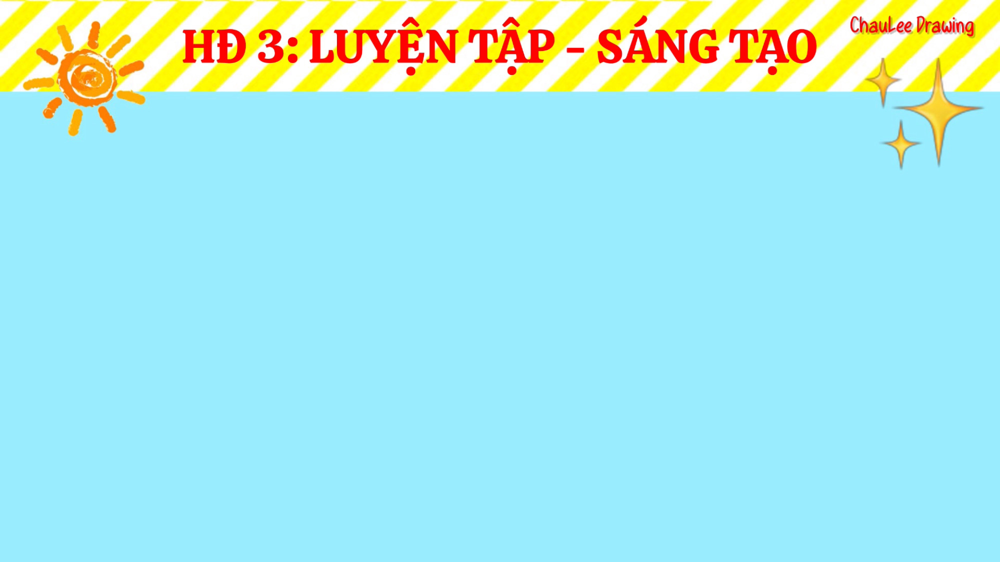 HĐ 3: LUYỆN TẬP - SÁNG TẠO
ChauLee Drawing